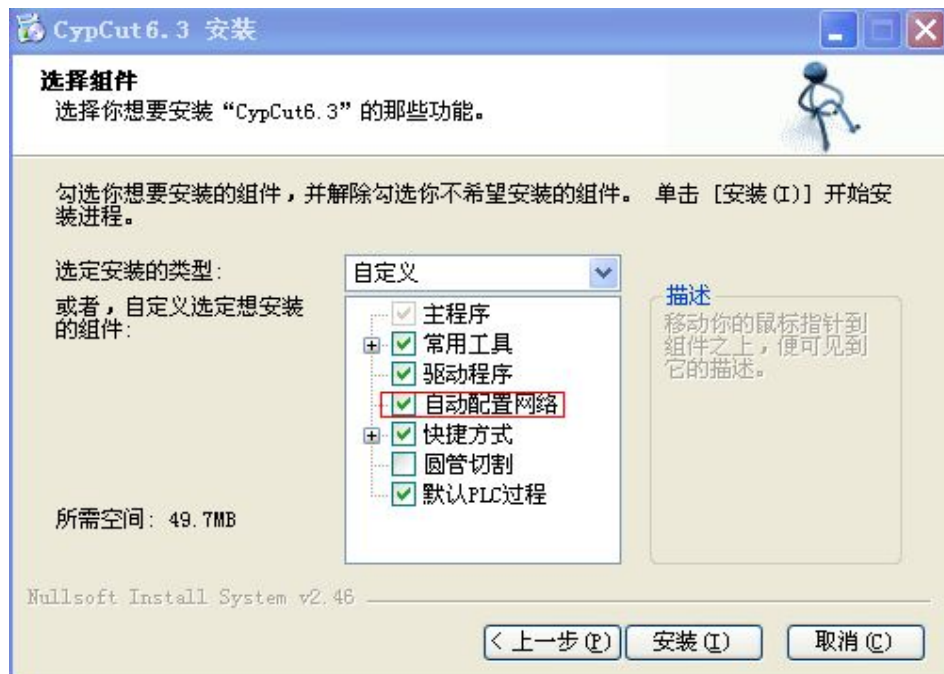 CypCut6.3 安装
选择组件
选择你想要安装“CypCut6.3”的那些功能。
勾选你想要安装的组件，并解除勾选你不希望安装的组件。 单击 [安装(I)] 开始安
装进程。
选定安装的类型:
自定义
或者，自定义选定想安装
的组件:
主程序
常用工具
驱动程序
自动配置网络
快捷方式
圆管切割
默认PLC过程
描述
移动你的鼠标指针到
组件之上，便可见到
它的描述。
所需空间: 49.7MB
Nullsoft Install System v2.46
< 上一步(P)
安装(I)
取消(C)